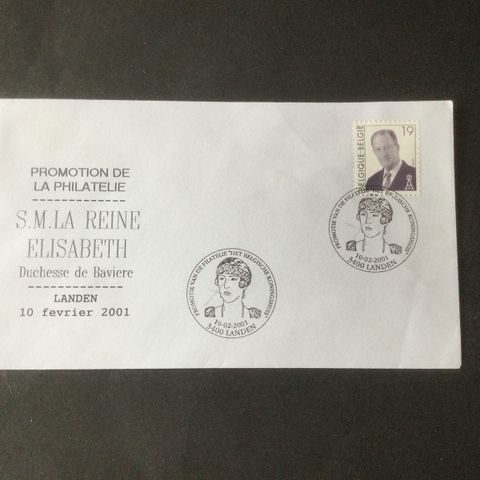 PROMOTION DE
LA PHILATELIE
S.M.LA REINE
ELISABETH
Duchesse de Baviere
LANDEN
10 fevrier 2001
19
BELGIQUE-BELGIE
PROMOTIE VAN DE FILATELIE "HET BELGISCHE KONINGSHUIS"
10-02-2001
3400 LANDEN
PROMOTIE VAN DE FILATELIE "HET BELGISCHE KONINGSHUIS"
10-02-2001
3400 LANDEN